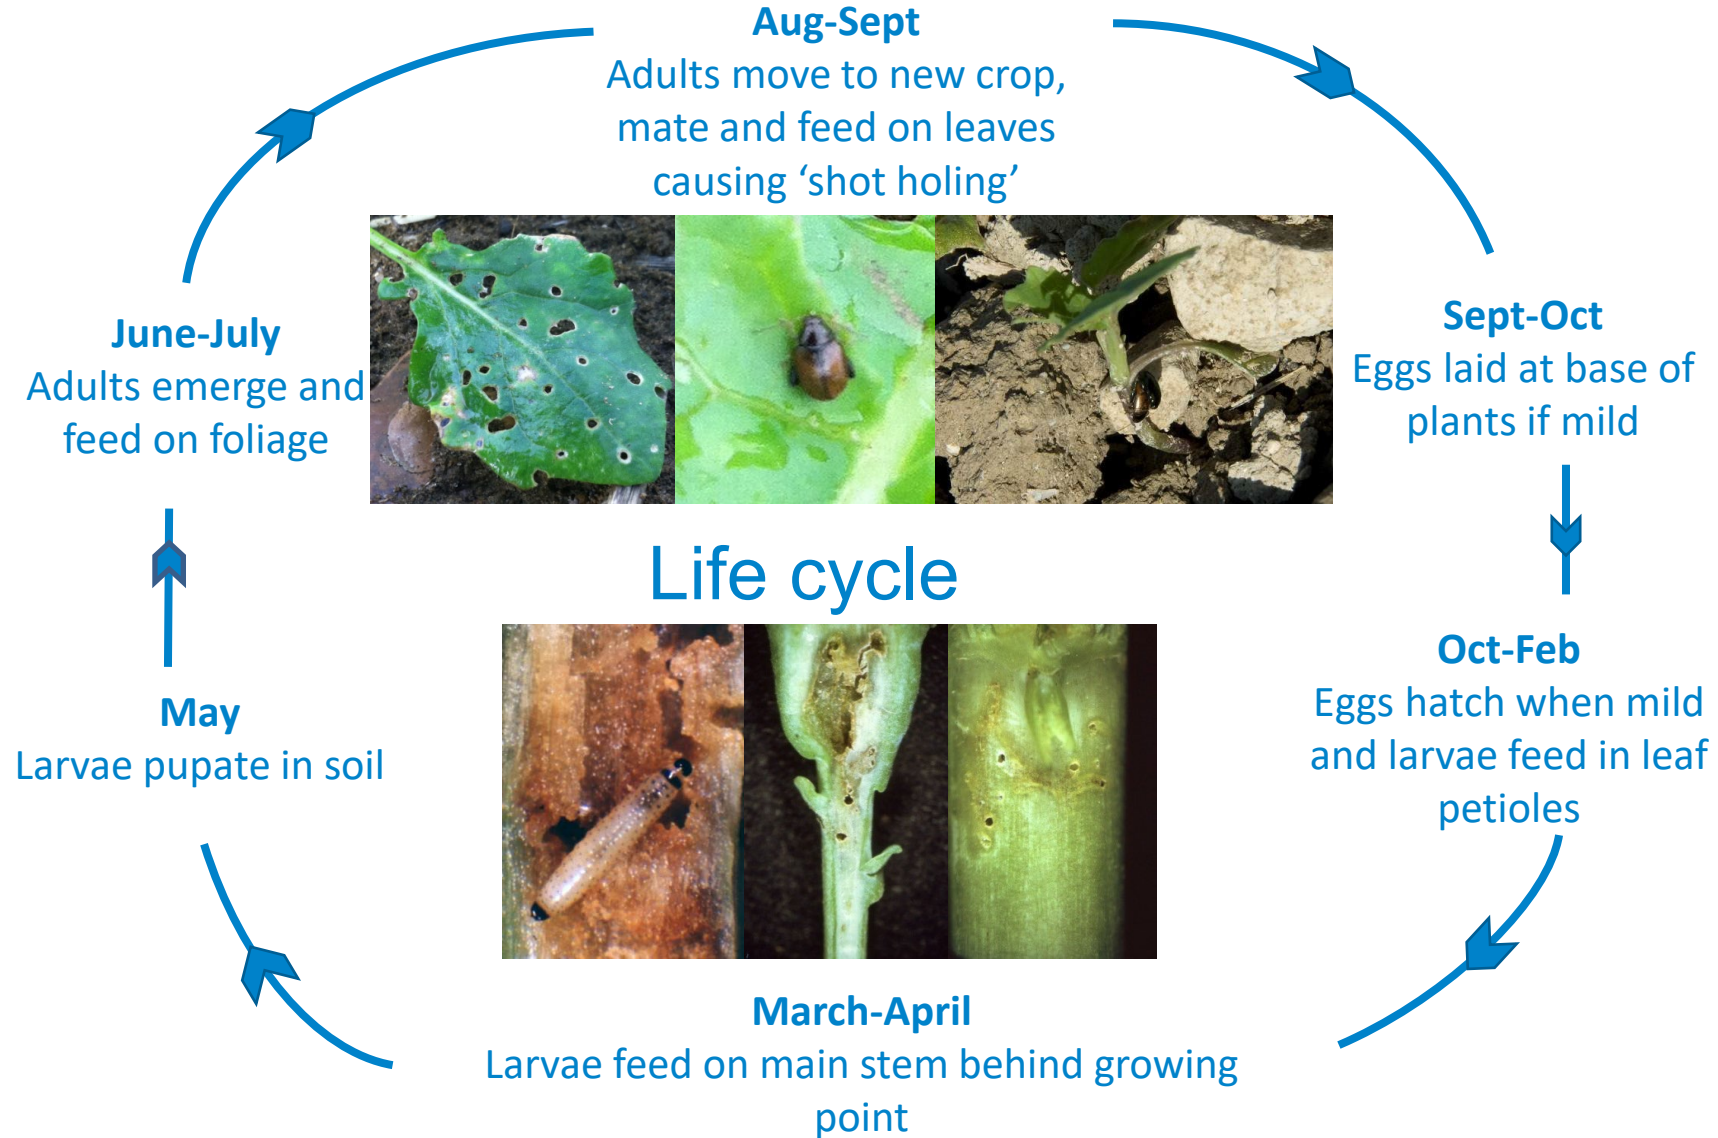 Aug-Sept
Adults move to new crop,
mate and feed on leaves
causing ‘shot holing’
Sept-Oct
Eggs laid at base of
plants if mild
Oct-Feb
Eggs hatch when mild
and larvae feed in leaf
petioles
March-April
Larvae feed on main stem behind growing
point
May
Larvae pupate in soil
June-July
Adults emerge and
feed on foliage
Life cycle